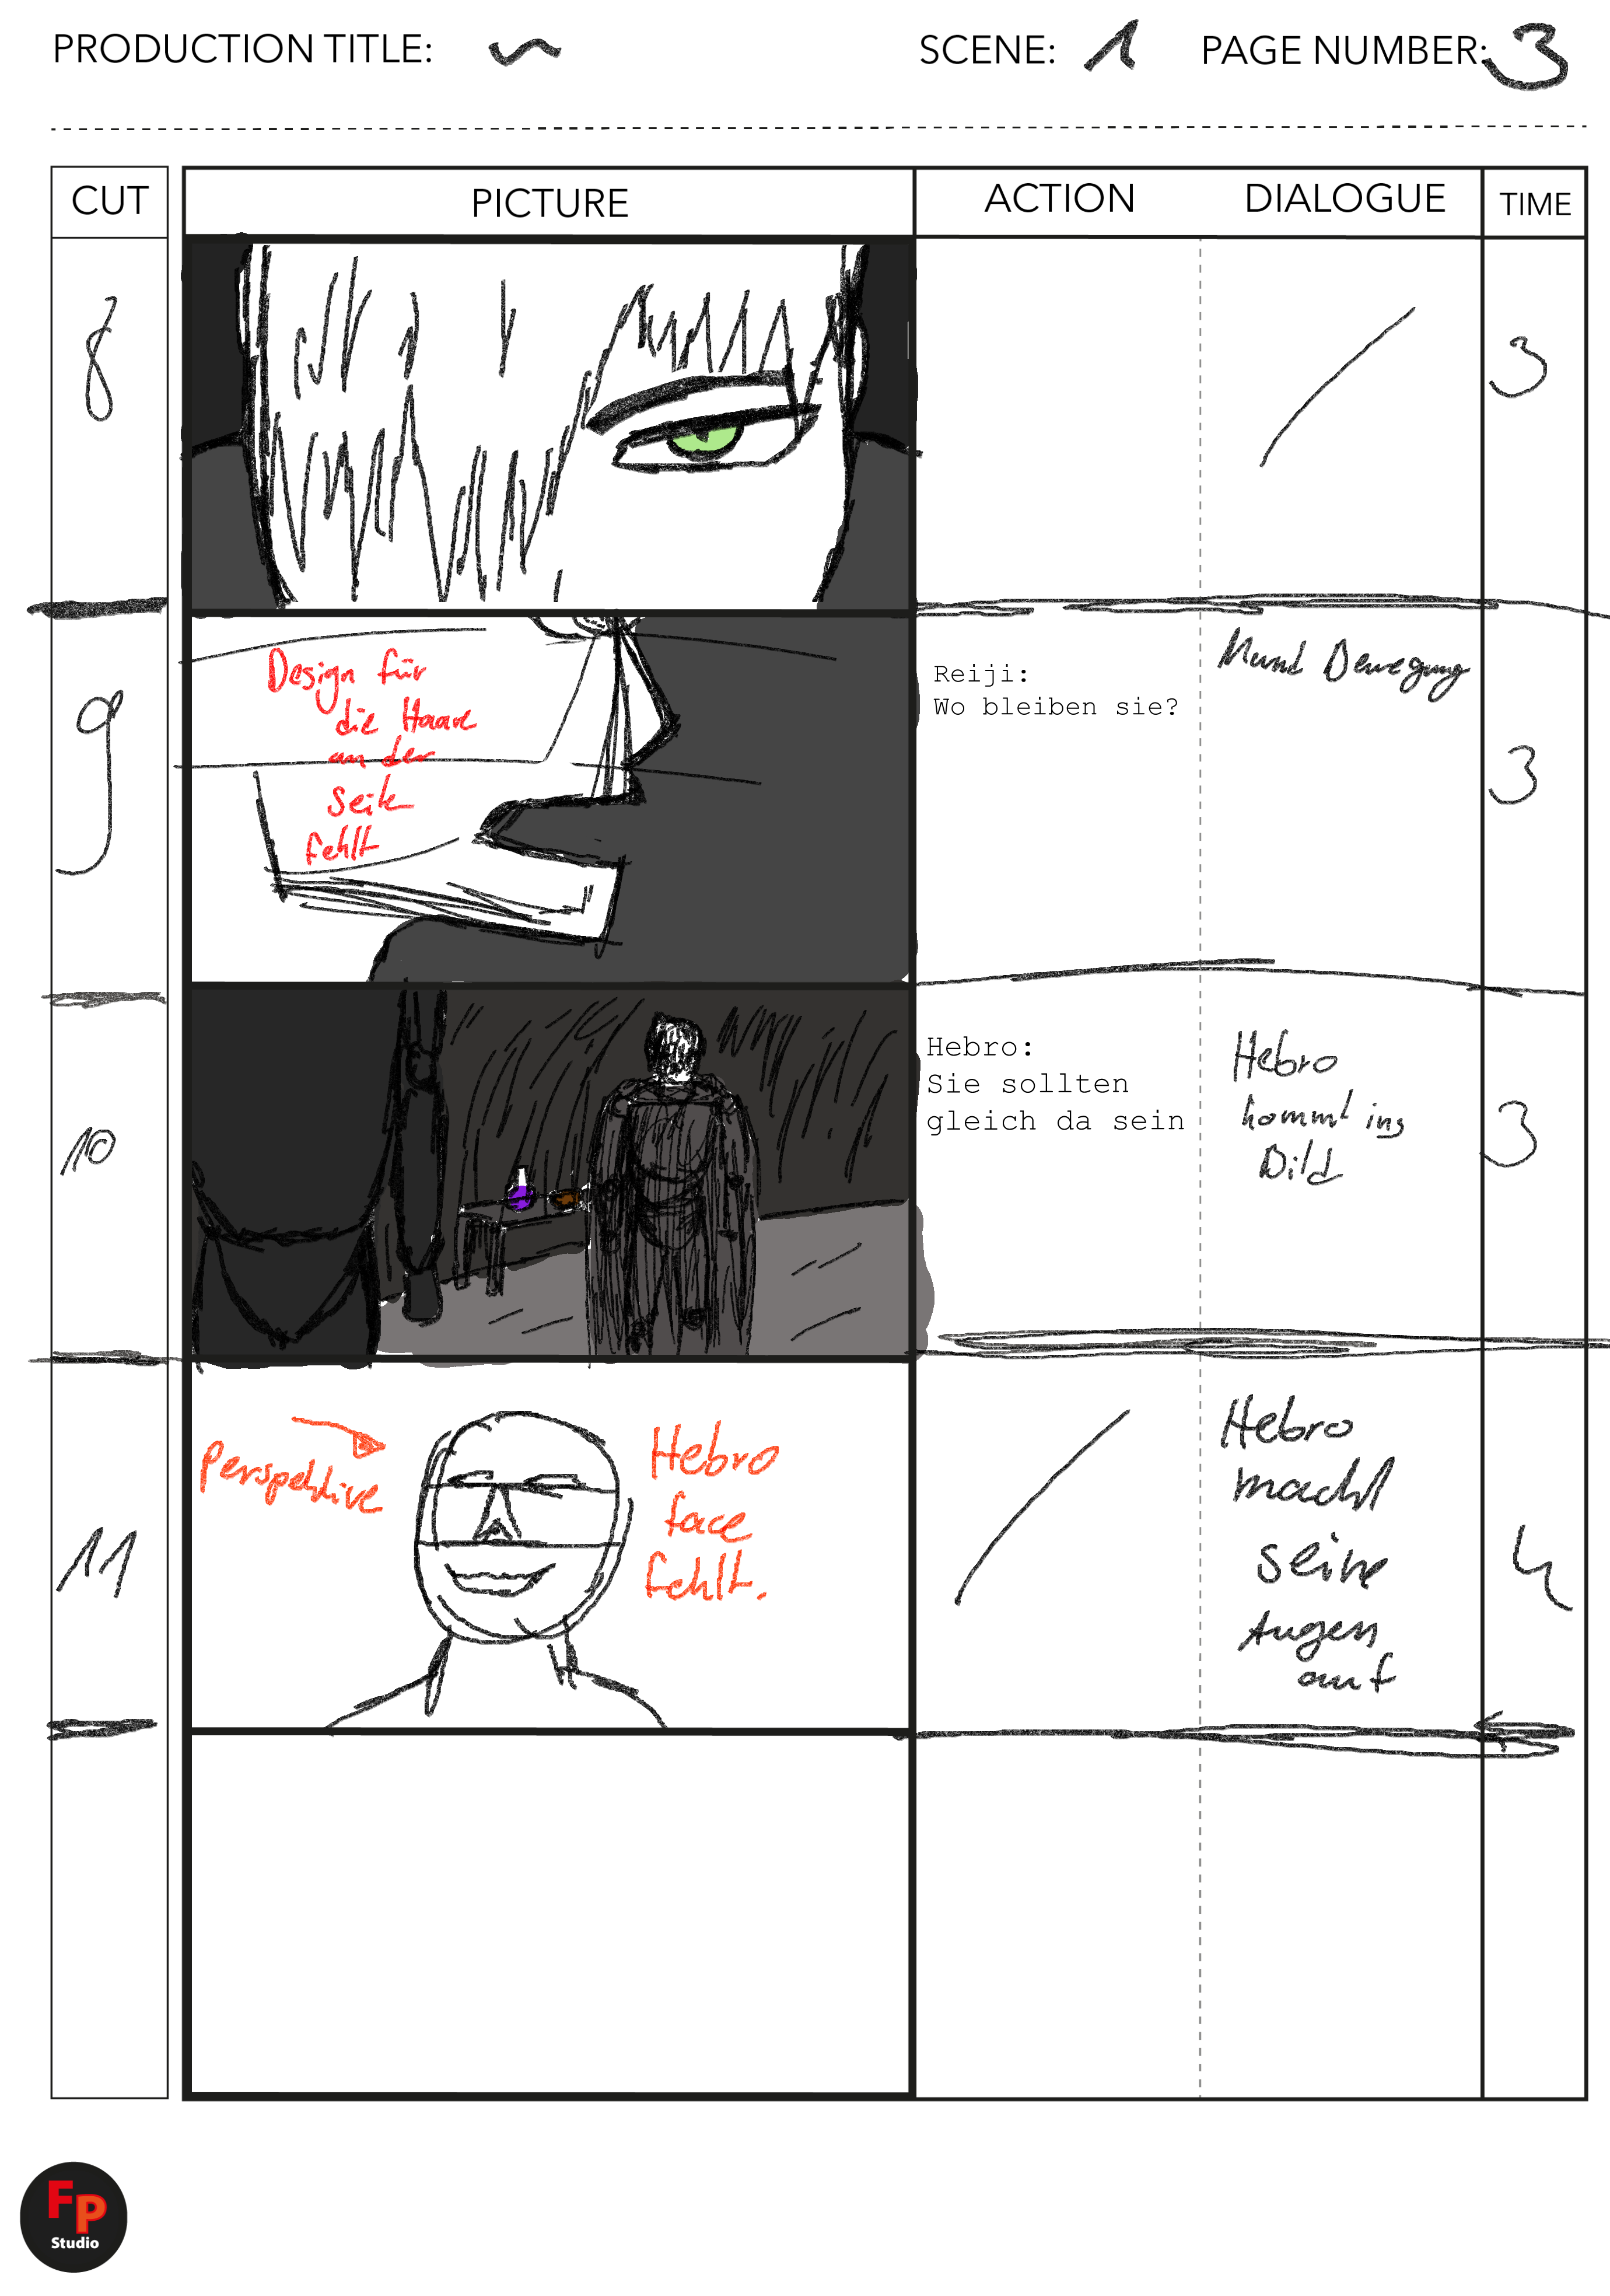 PRODUCTION TITLE: ~
SCENE: 1
PAGE NUMBER: 3
CUT
PICTURE
ACTION
DIALOGUE
TIME
8
3
9
Design für
die Haare
an der
Seite
fehlt
Reiji:
Wo bleiben sie?
Mund Bewegung
3
10
Hebro:
Sie sollten
gleich da sein
Hebro
kommt ins
Bild
3
11
Perspektive
Hebro
face
fehlt.
Hebro
macht
seine
Augen
auf
4
FP
Studio